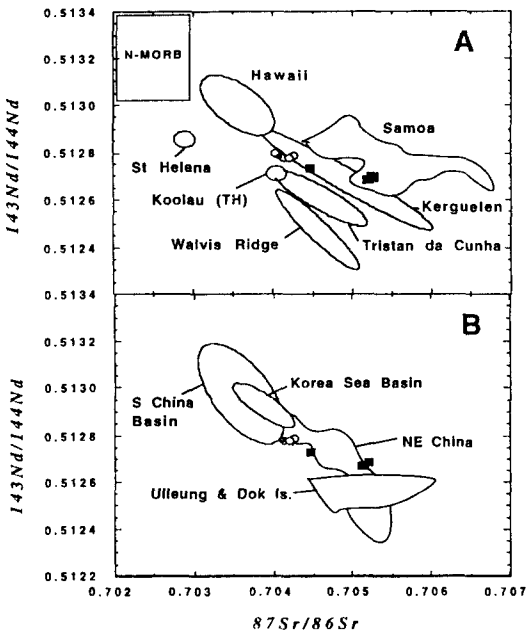 A
0.5134
N-MORB
Hawaii
0.5132
0.5130
Samoa
0.5128
St Helena
Koolau (TH)
Kerguelen
0.5126
Walvis Ridge
Tristan da Cunha
0.5124
143Nd/144Nd
0.5134
B
0.5132
Korea Sea Basin
0.5130
S China
Basin
NE China
0.5128
0.5126
Ulleung & Dok Is.
0.5124
0.5122
143Nd/144Nd
0.702 0.703 0.704 0.705 0.706 0.707
87Sr/86Sr